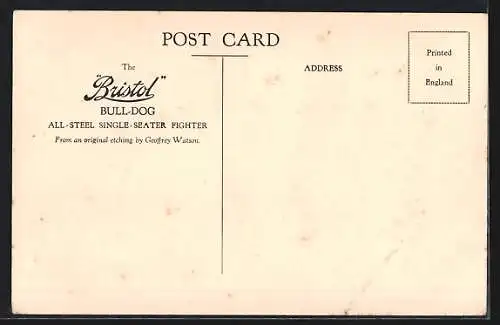 POST CARD
The
"Bristol"
BULL-DOG
ALL-STEEL SINGLE-SEATER FIGHTER
From an original etching by Geoffrey Watson.
ADDRESS
Printed
in
England